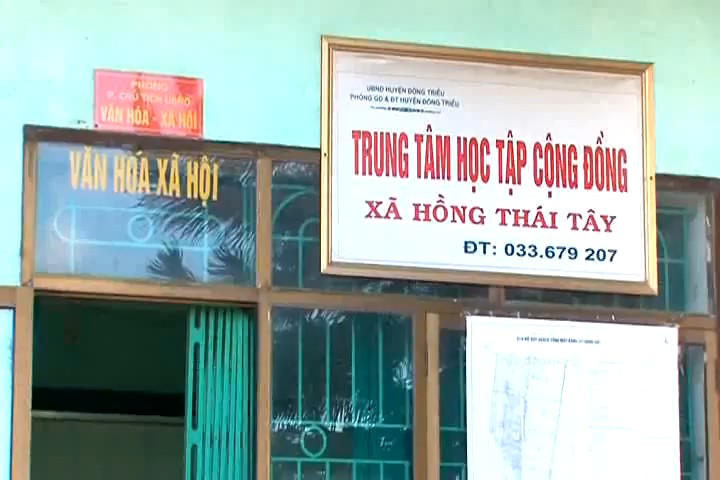 PHÒNG
P. CHỦ TỊCH UBND
VĂN HÓA - XÃ HỘI
VĂN HÓA XÃ HỘI
UBND HUYỆN ĐÔNG TRIỀU
PHÒNG GD & ĐT HUYỆN ĐÔNG TRIỀU
TRUNG TÂM HỌC TẬP CỘNG ĐỒNG
XÃ HỒNG THÁI TÂY
ĐT: 033.679 207